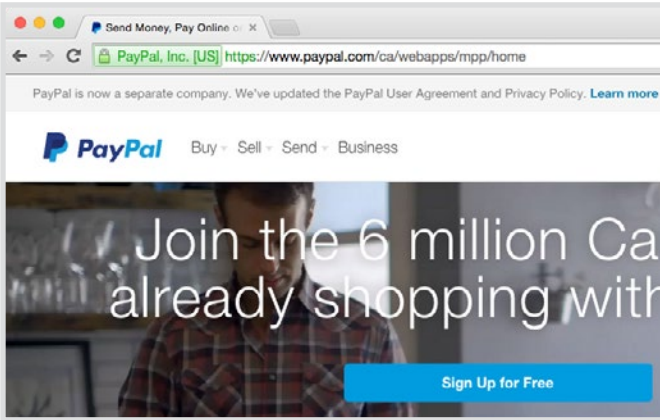 Send Money, Pay Online or
PayPal, Inc. [US] https://www.paypal.com/ca/webapps/mpp/home
PayPal is now a separate company. We've updated the PayPal User Agreement and Privacy Policy. Learn more
PayPal Buy Sell Send Business
Join the 6 million Ca
already shopping with
Sign Up for Free